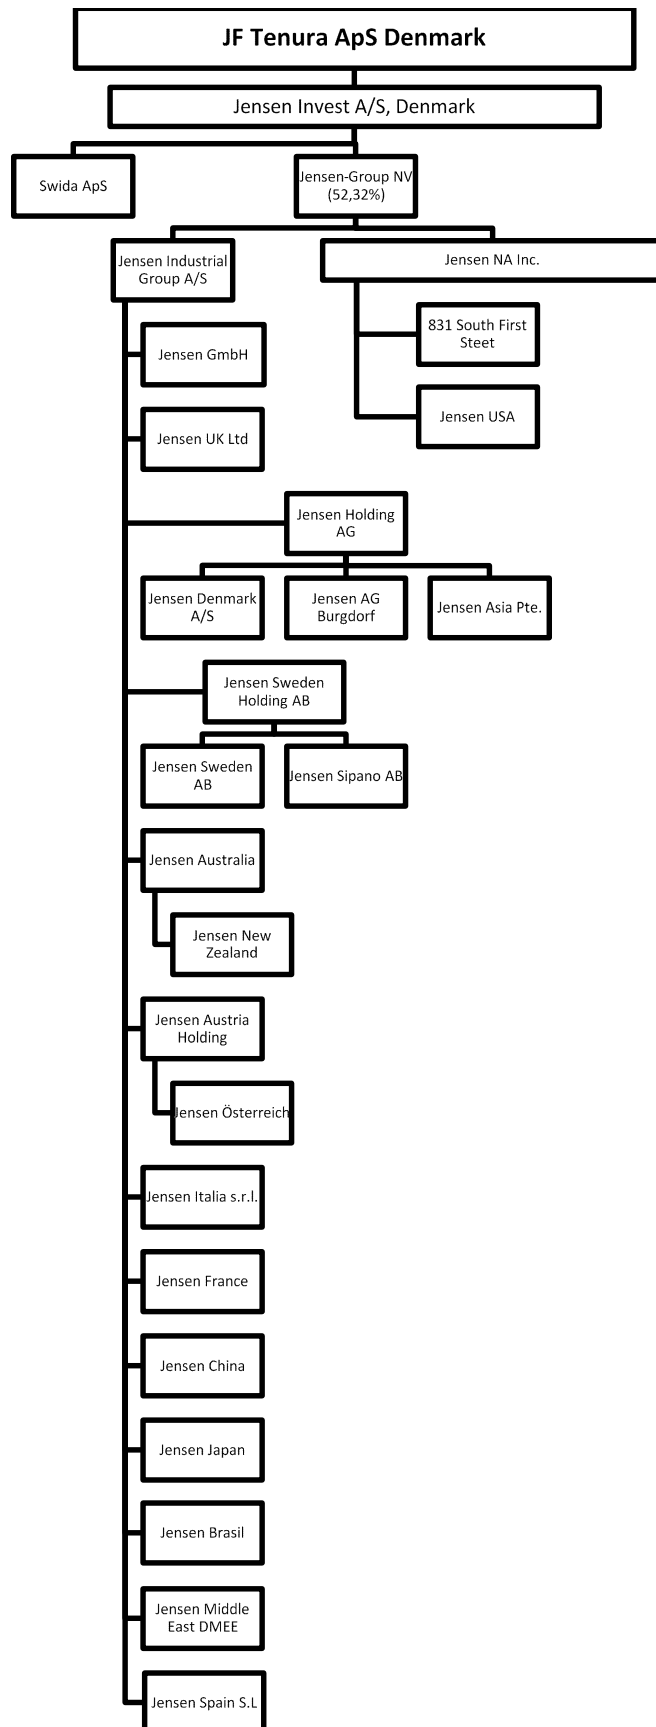 JF Tenura ApS Denmark
Jensen Invest A/S, Denmark
Swida ApS
Jensen-Group NV
(52,32%)
Jensen Industrial
Group A/S
Jensen NA Inc.
831 South First
Steet
Jensen GmbH
Jensen USA
Jensen UK Ltd
Jensen Holding
AG
Jensen Denmark
A/S
Jensen AG
Burgdorf
Jensen Asia Pte.
Jensen Sweden
Holding AB
Jensen Sweden
AB
Jensen Sipano AB
Jensen Australia
Jensen New
Zealand
Jensen Austria
Holding
Jensen Österreich
Jensen Italia s.r.l.
Jensen France
Jensen China
Jensen Japan
Jensen Brasil
Jensen Middle
East DMEE
Jensen Spain S.L